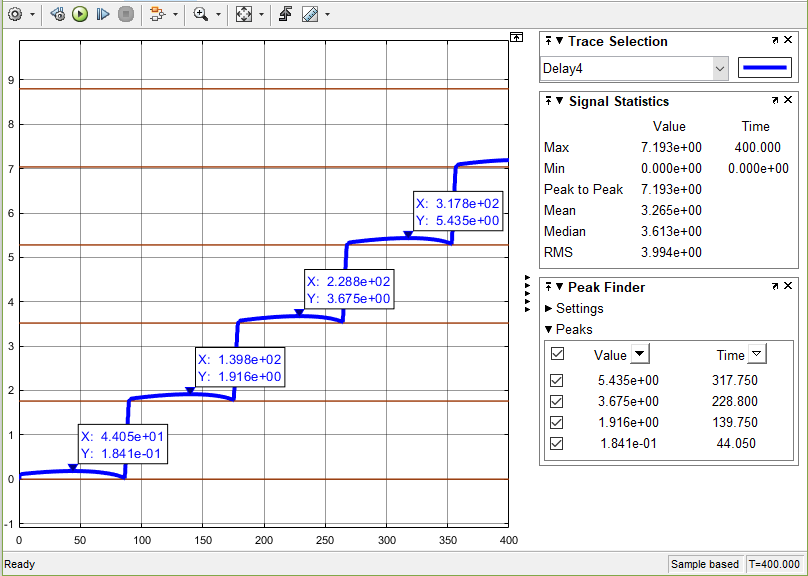 Trace Selection
Delay4
Signal Statistics
Value Time
Max 7.193e+00 400.000
Min 0.000e+00 0.000e+00
Peak to Peak 7.193e+00
Mean 3.265e+00
Median 3.613e+00
RMS 3.994e+00
Peak Finder
Settings
Peaks
Value Time
5.435e+00 317.750
3.675e+00 228.800
1.916e+00 139.750
1.841e-01 44.050
9
8
7
6
5
4
3
2
1
0
-1
X: 3.178e+02
Y: 5.435e+00
X: 2.288e+02
Y: 3.675e+00
X: 1.398e+02
Y: 1.916e+00
X: 4.405e+01
Y: 1.841e-01
0 50 100 150 200 250 300 350 400
Ready
Sample based T=400.000